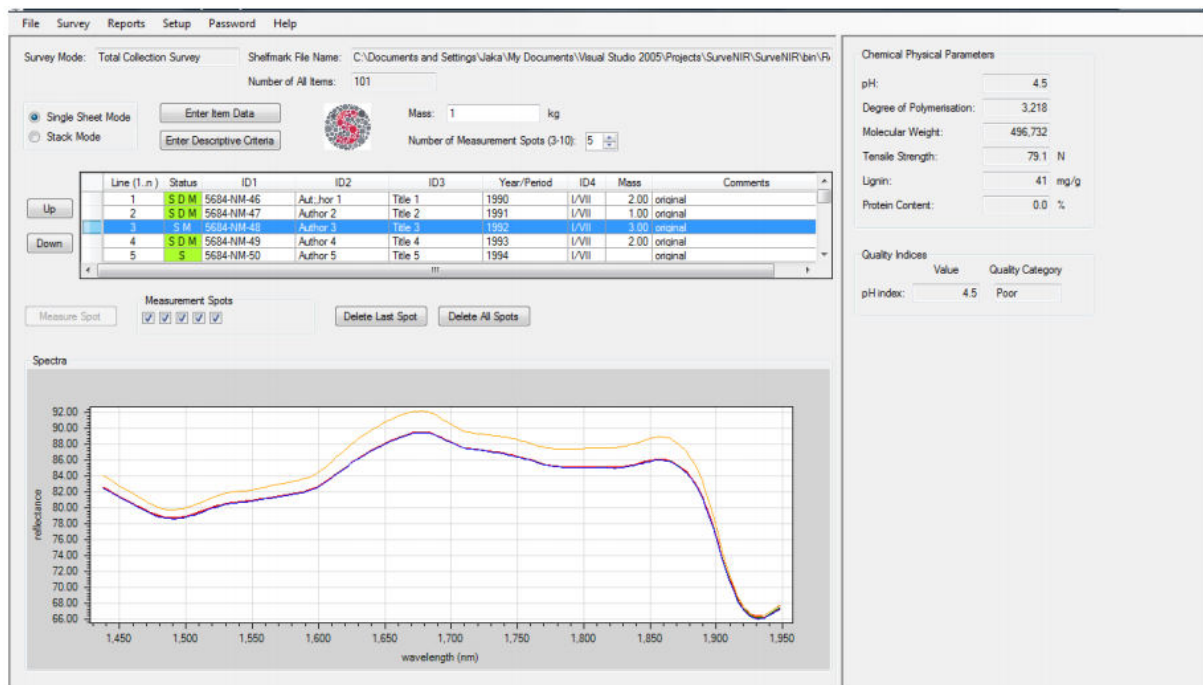 File Survey Reports Setup Password Help
Survey Mode: Total Collection Survey Shelfmark File Name: C:\Documents and Settings\Jaka\My Documents\Visual Studio 2005\Projects\SurveNIR\SurveNIR\bin\Re
Number of All Items: 101
Single Sheet Mode
Stack Mode
Enter Item Data
Enter Descriptive Criteria
S
Mass: 1 kg
Number of Measurement Spots (3-10): 5
Up
Down
Line (1..n) Status ID1 ID2 ID3 Year/Period ID4 Mass Comments
1 S D M 5684-NM-46 Aut;,hor 1 Title 1 1990 I/VII 2.00 original
2 S D M 5684-NM-47 Author 2 Title 2 1991 I/VII 1.00 original
3 S M 5684-NM-48 Author 3 Title 3 1992 I/VII 3.00 original
4 S D M 5684-NM-49 Author 4 Title 4 1993 I/VII 2.00 original
5 S 5684-NM-50 Author 5 Title 5 1994 I/VII original
Measure Spot
Measurement Spots
Delete Last Spot Delete All Spots
Spectra
92.00
90.00
88.00
86.00
84.00
82.00
80.00
78.00
76.00
74.00
72.00
70.00
68.00
66.00
reflectance
1,450 1,500 1,550 1,600 1,650 1,700 1,750 1,800 1,850 1,900 1,950
wavelength (nm)
Chemical Physical Parameters
pH: 4.5
Degree of Polymerisation: 3,218
Molecular Weight: 496,732
Tensile Strength: 79.1 N
Lignin: 41 mg/g
Protein Content: 0.0 %
Quality Indices
Value Quality Category
pH index: 4.5 Poor